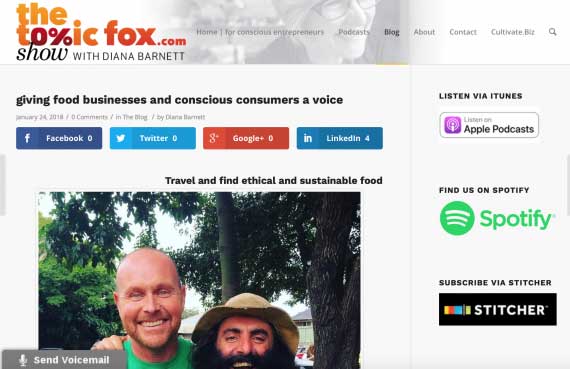 the
to%ic fox.com
show WITH DIANA BARNETT
Home | for conscious entrepreneurs Podcasts Blog About Contact Cultivate.Biz
giving food businesses and conscious consumers a voice
January 24, 2018 / 0 Comments / in The Blog / by Diana Barnett
Facebook 0 Twitter 0 Google+ 0 LinkedIn 4
Travel and find ethical and sustainable food
LISTEN VIA ITUNES
Listen on
Apple Podcasts
FIND US ON SPOTIFY
Spotify®
SUBSCRIBE VIA STITCHER
STITCHER
Send Voicemail